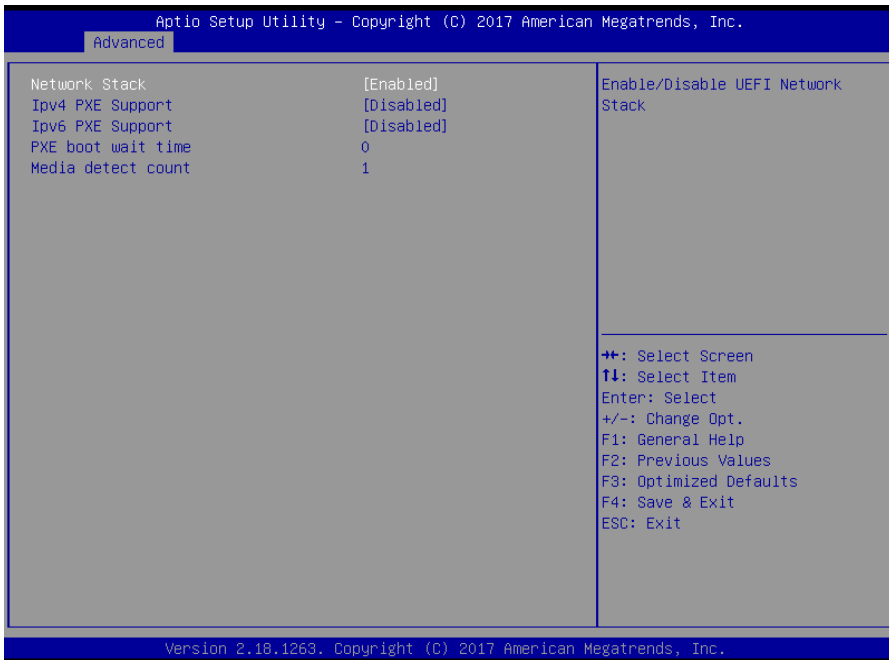 Aptio Setup Utility – Copyright (C) 2017 American Megatrends, Inc.
Advanced
Network Stack [Enabled]
Ipv4 PXE Support [Disabled]
Ipv6 PXE Support [Disabled]
PXE boot wait time 0
Media detect count 1
Enable/Disable UEFI Network
Stack
→←: Select Screen
↑↓: Select Item
Enter: Select
+/-: Change Opt.
F1: General Help
F2: Previous Values
F3: Optimized Defaults
F4: Save & Exit
ESC: Exit
Version 2.18.1263. Copyright (C) 2017 American Megatrends, Inc.